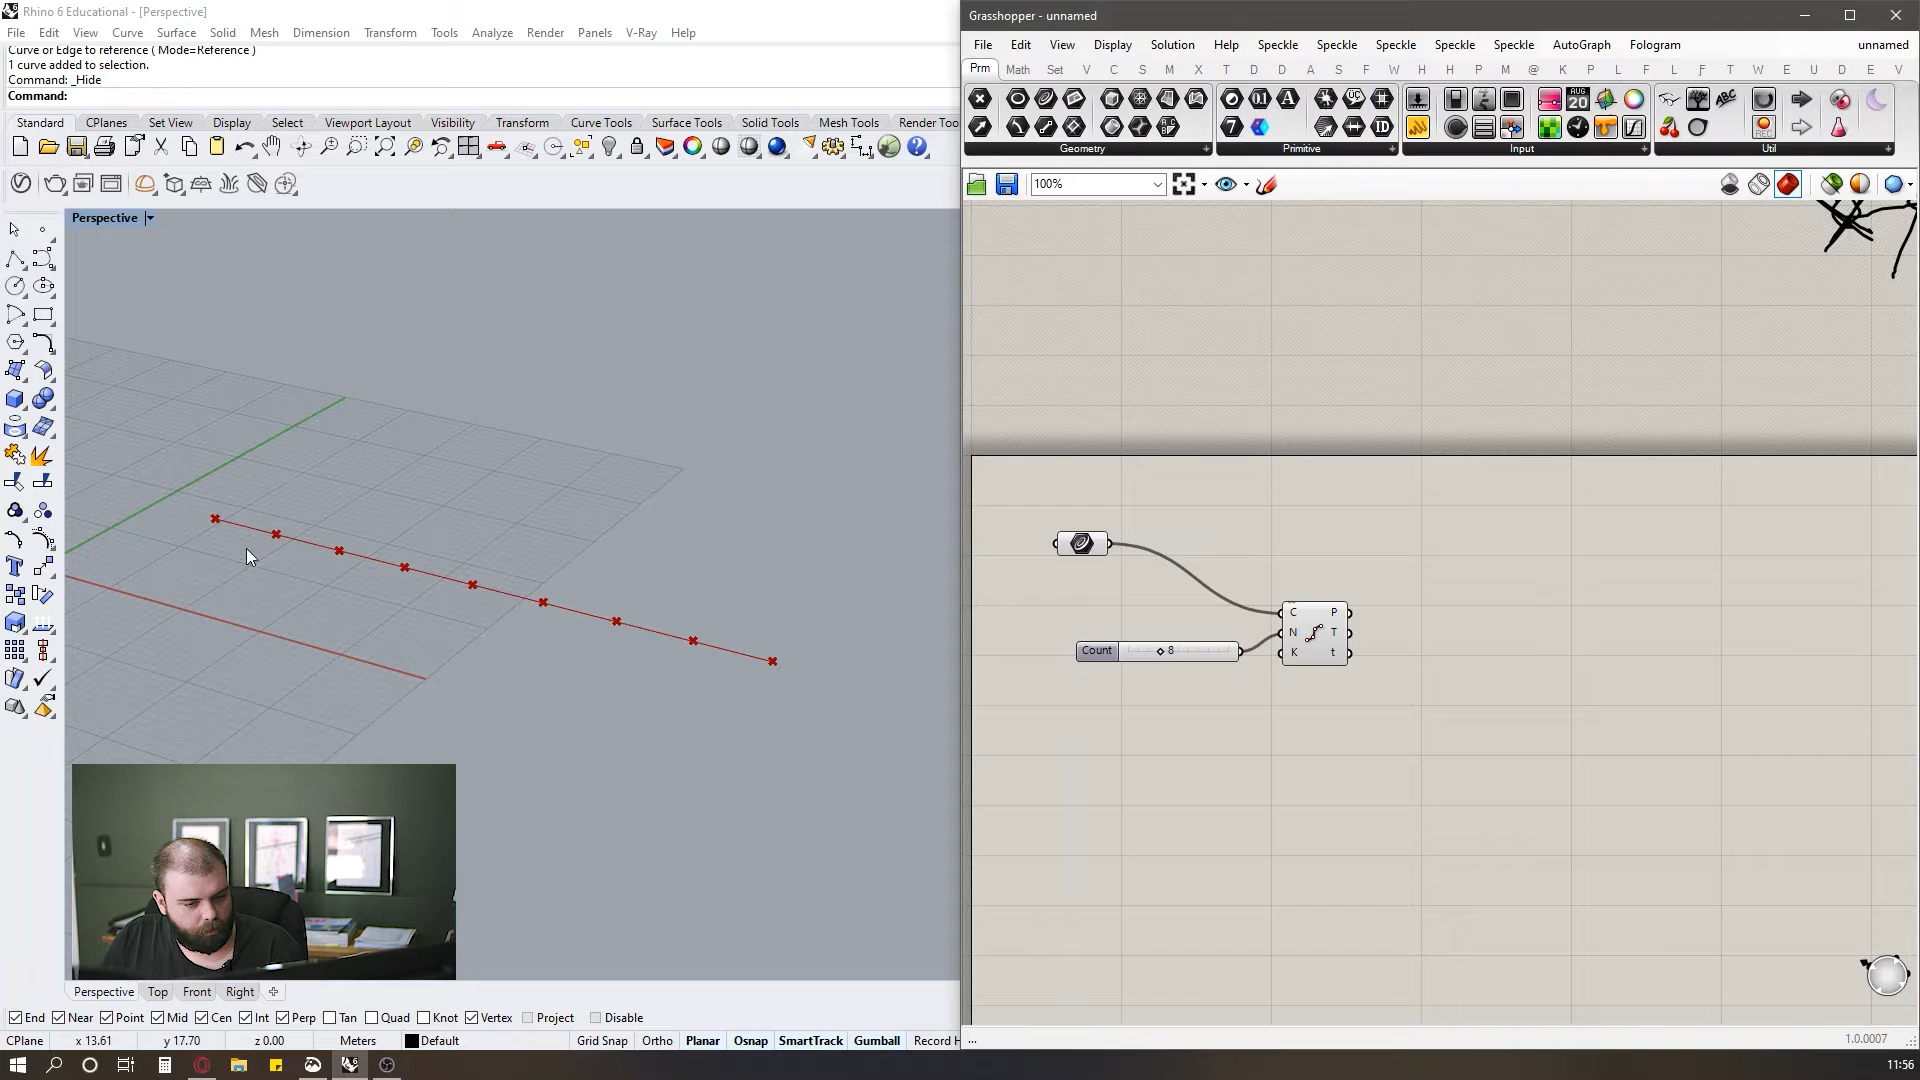 Rhino 6 Educational - [Perspective]
File Edit View Curve Surface Solid Mesh Dimension Transform Tools Analyze Render Panels V-Ray Help
Curve or Edge to reference ( Mode=Reference )
1 curve added to selection.
Command: _Hide
Command:
Standard CPlanes Set View Display Select Viewport Layout Visibility Transform Curve Tools Surface Tools Solid Tools Mesh Tools Render Too
Perspective
Perspective Top Front Right
End Near Point Mid Cen Int Perp Tan Quad Knot Vertex Project Disable
CPlane x 13.61 y 17.70 z 0.00 Meters Default Grid Snap Ortho Planar Osnap SmartTrack Gumball Record H
Grasshopper - unnamed
File Edit View Display Solution Help Speckle Speckle Speckle Speckle Speckle AutoGraph Fologram unnamed
Prm Math Set V C S M X T D D A S F W H H P M @ K P L F L F T W E U D E V
Geometry Primitive Input Util
100%
C P
N T
K t
Count 8
... 1.0.0007
11:56